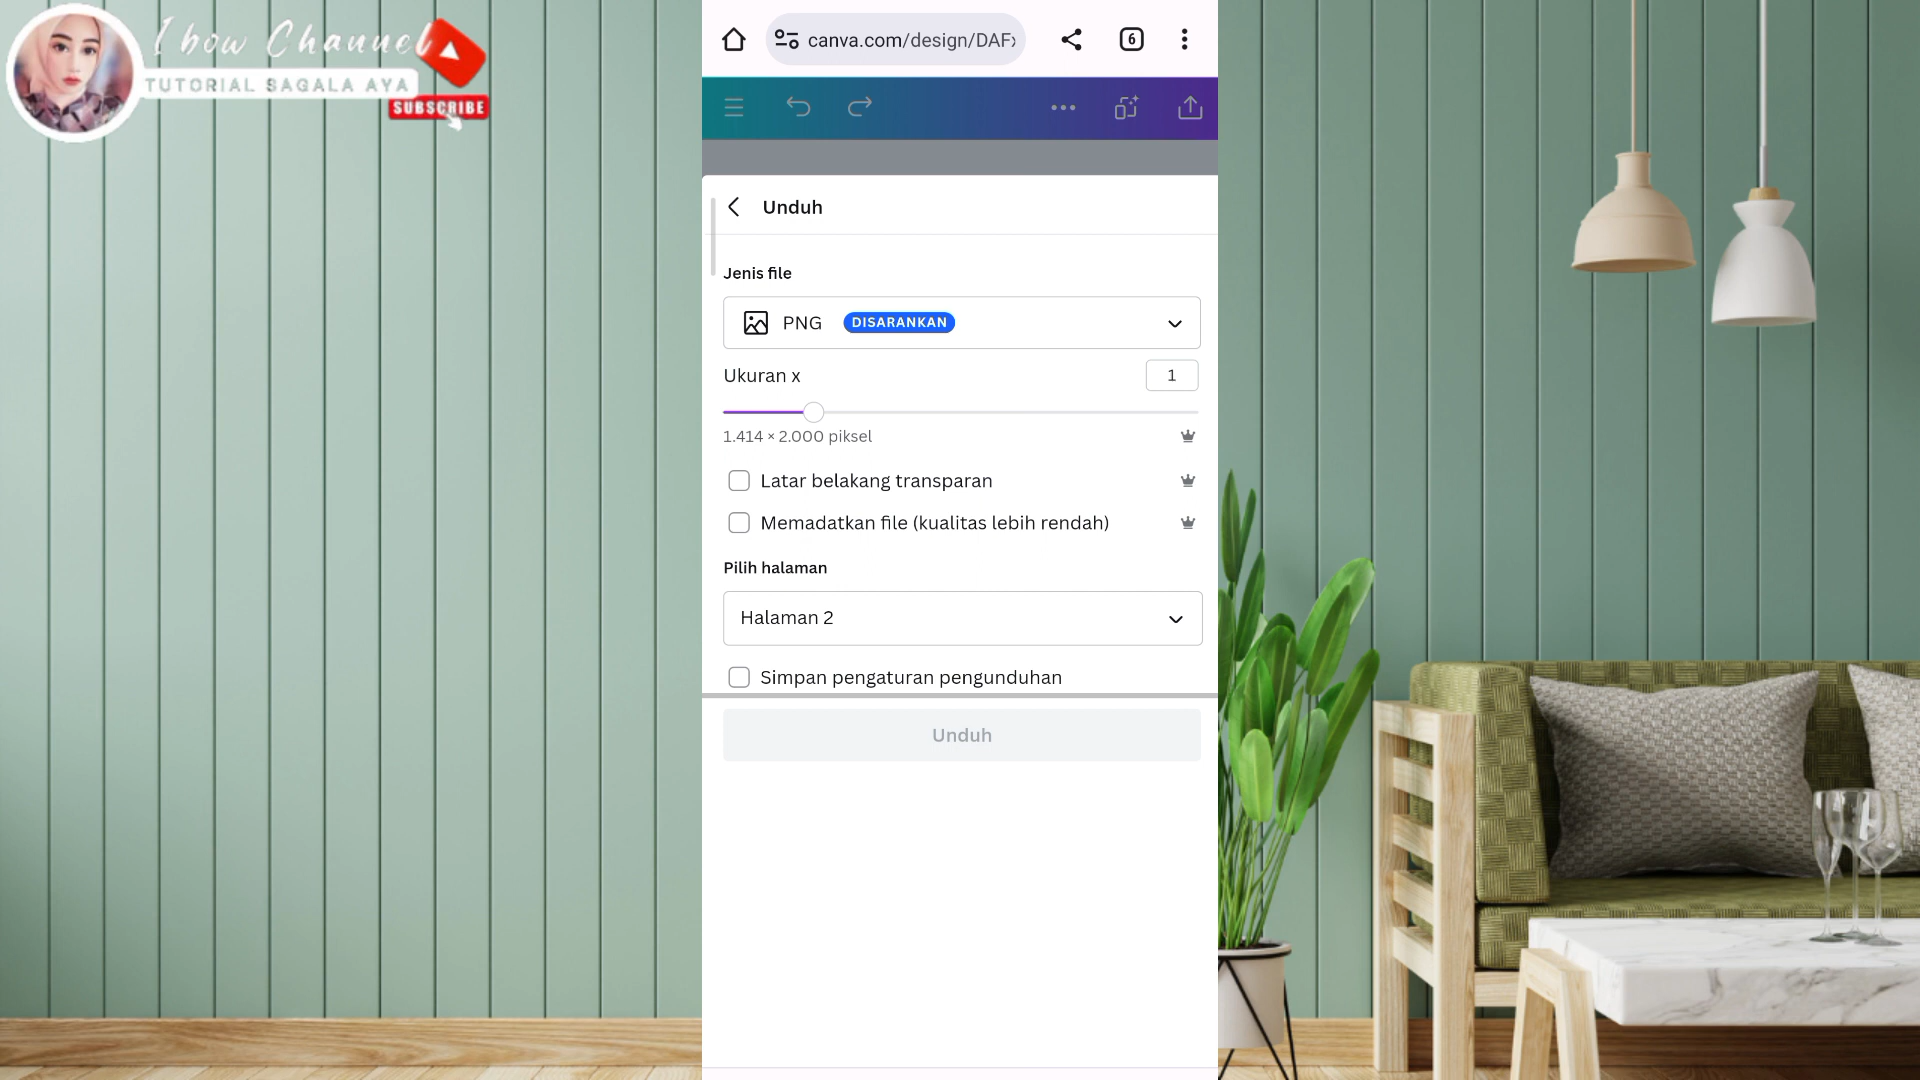 Ibow Channel
TUTORIAL SAGALA AYA
SUBSCRIBE
6
canva.com/design/DAF
Unduh
Jenis file
PNG DISARANKAN
Ukuran x 1
1.414 × 2.000 piksel
Latar belakang transparan
Memadatkan file (kualitas lebih rendah)
Pilih halaman
Halaman 2
Simpan pengaturan pengunduhan
Unduh